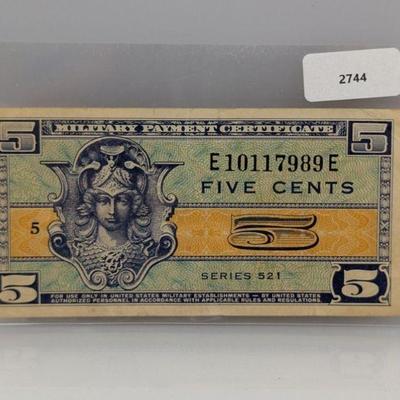 2744
5 5
MILITARY PAYMENT CERTIFICATE
E10117989E
FIVE CENTS
5 5
SERIES 521
5 5
FOR USE ONLY IN UNITED STATES MILITARY ESTABLISHMENTS — BY UNITED STATES
AUTHORIZED PERSONNEL IN ACCORDANCE WITH APPLICABLE RULES AND REGULATIONS.